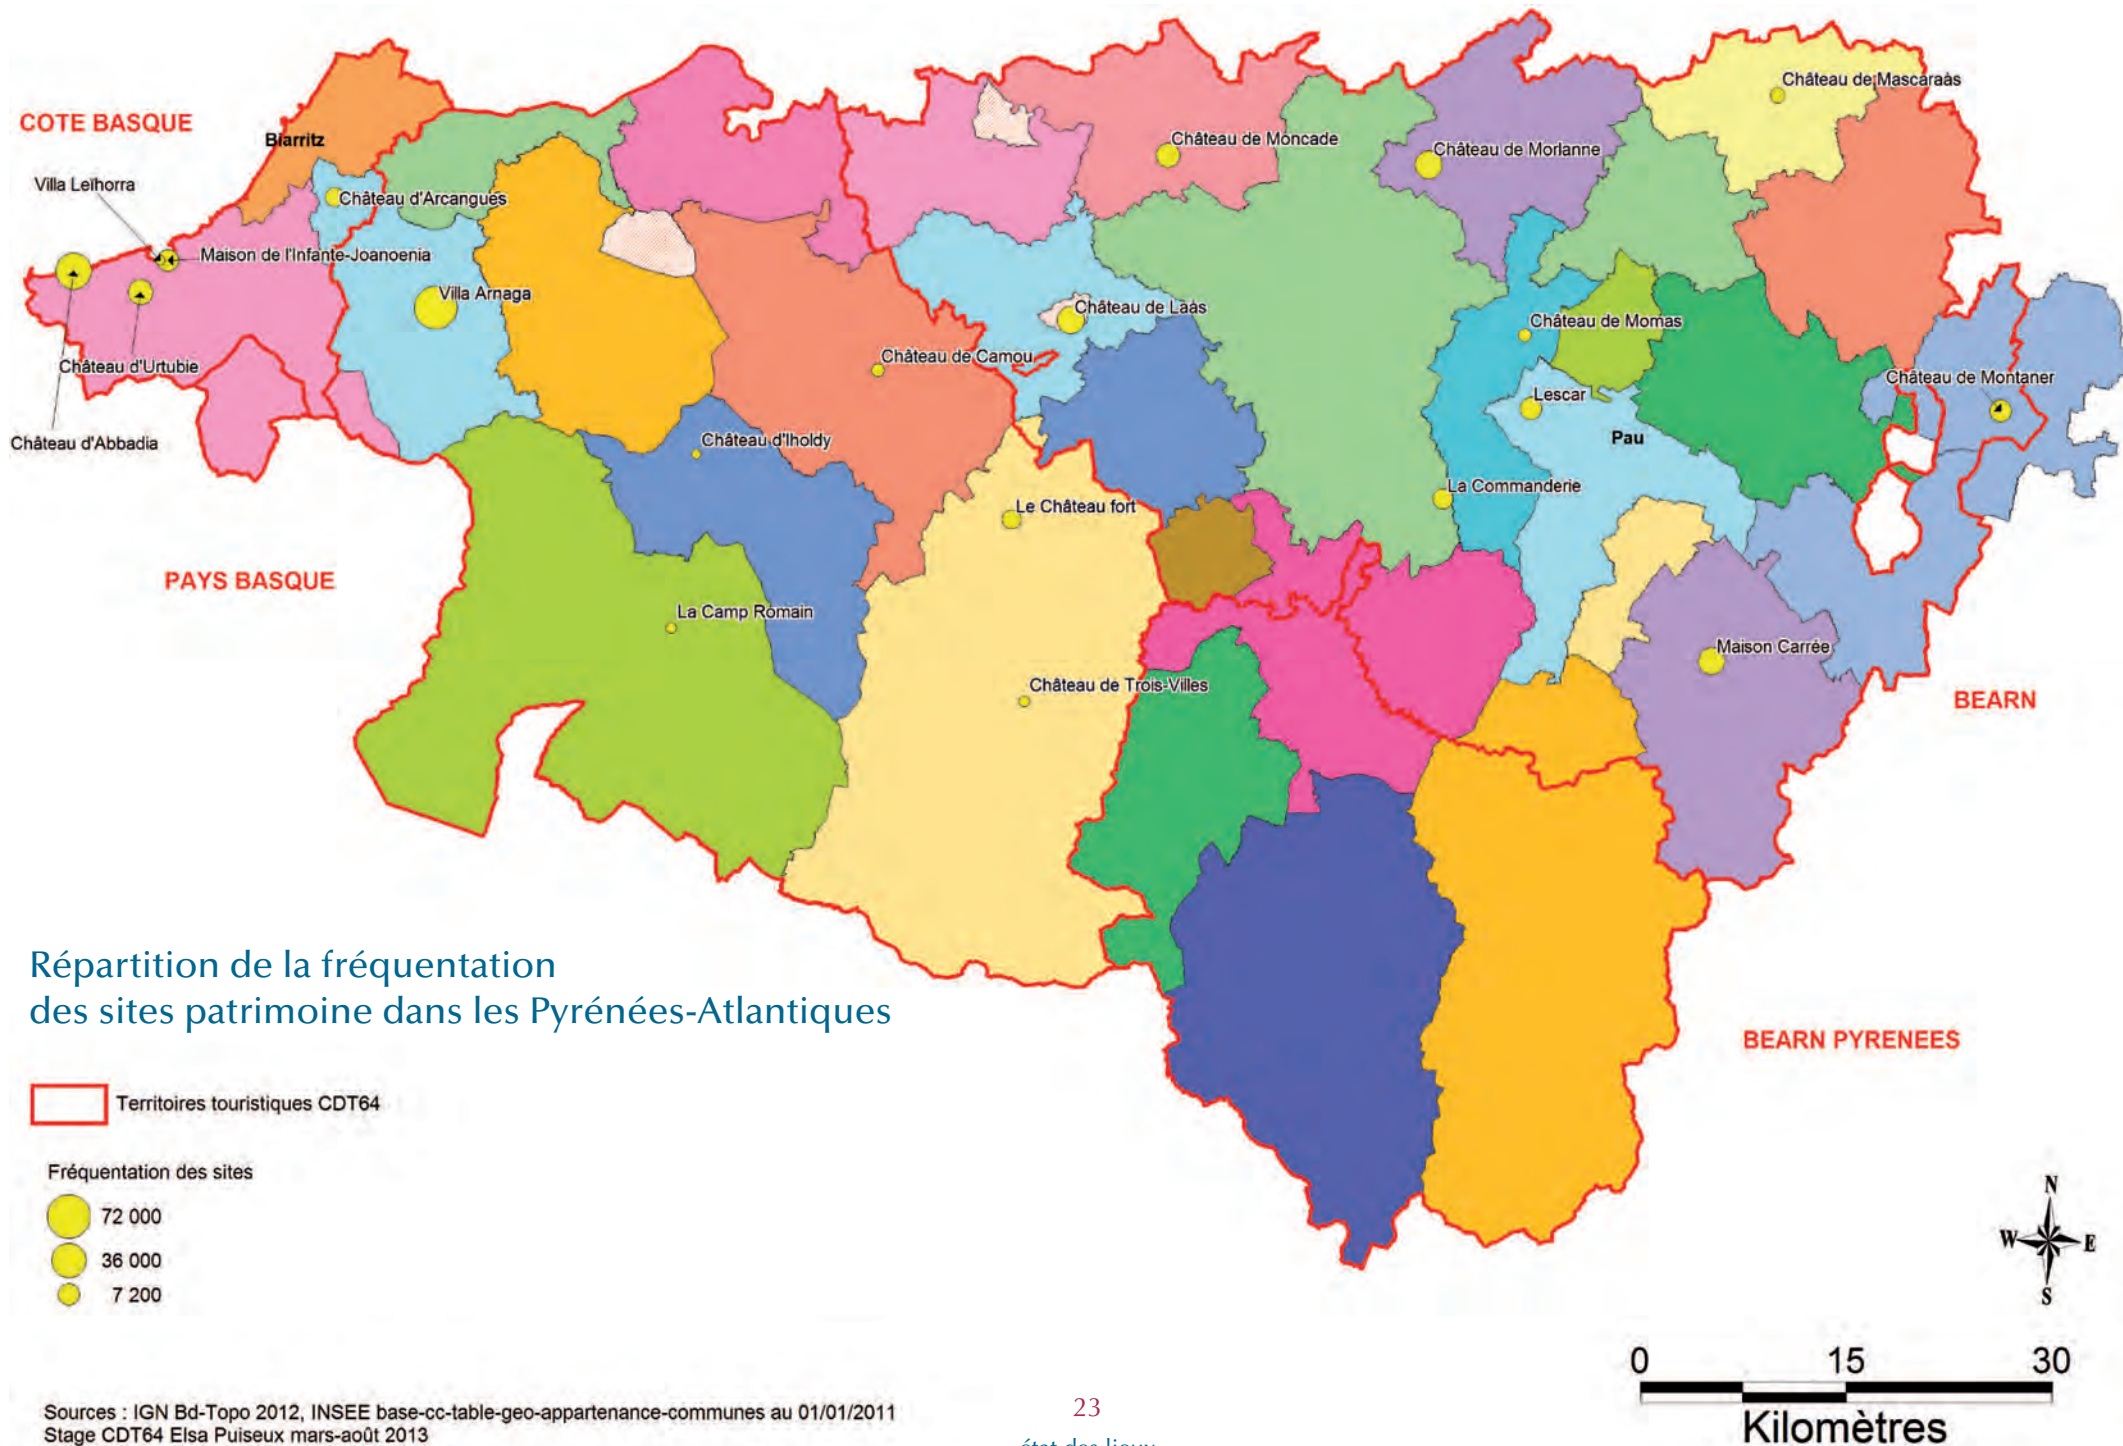 COTE BASQUE
Biarritz
Villa Leïhorra
Château d'Arcangues
Maison de l'Infante-Joanoenia
Villa Arnaga
Château d'Urtubie
Château d'Abbadia
PAYS BASQUE
Château de Mascaraàs
Château de Moncade
Château de Morlanne
Château de Laàs
Château de Momas
Château de Camou
Château de Montaner
Lescar
Pau
Château d'Iholdy
La Commanderie
Le Château fort
La Camp Romain
Maison Carrée
Château de Trois-Villes
BEARN
BEARN PYRENEES
Répartition de la fréquentation
des sites patrimoine dans les Pyrénées-Atlantiques
Territoires touristiques CDT64
Fréquentation des sites
72 000
36 000
7 200
N
W
E
S
0 15 30
Kilomètres
Sources : IGN Bd-Topo 2012, INSEE base-cc-table-geo-appartenance-communes au 01/01/2011
Stage CDT64 Elsa Puiseux mars-août 2013
23
état des lieux